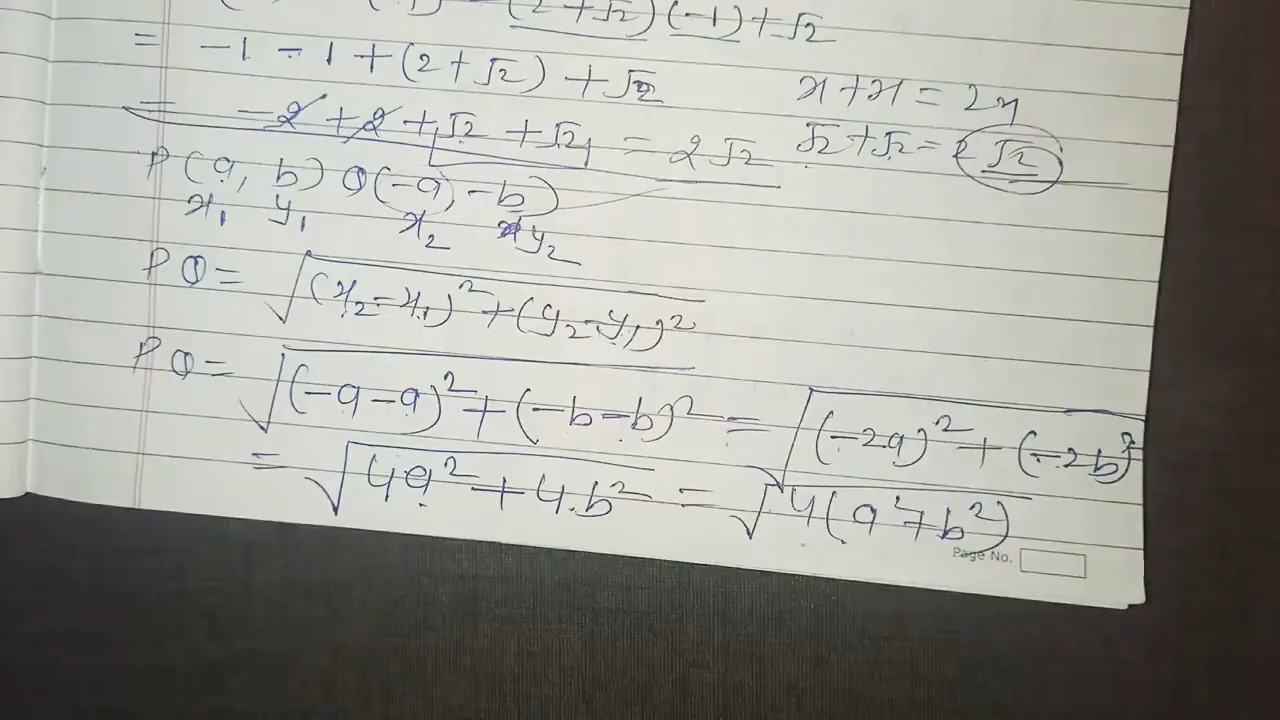 (2+√2)(-1)+√2
= -1 - 1 + (2+√2) + √2
x+x = 2x
= -2 + 2 + √2 + √2 = 2√2
√2+√2 = 2√2
P(a, b) Q(-a, -b)
x₁ y₁ x₂ y₂
PQ = √(x₂-x₁)² + (y₂-y₁)²
PQ = √(-a-a)² + (-b-b)² = √(-2a)² + (-2b)²
= √4a² + 4b² = √4(a²+b²)
Page No.